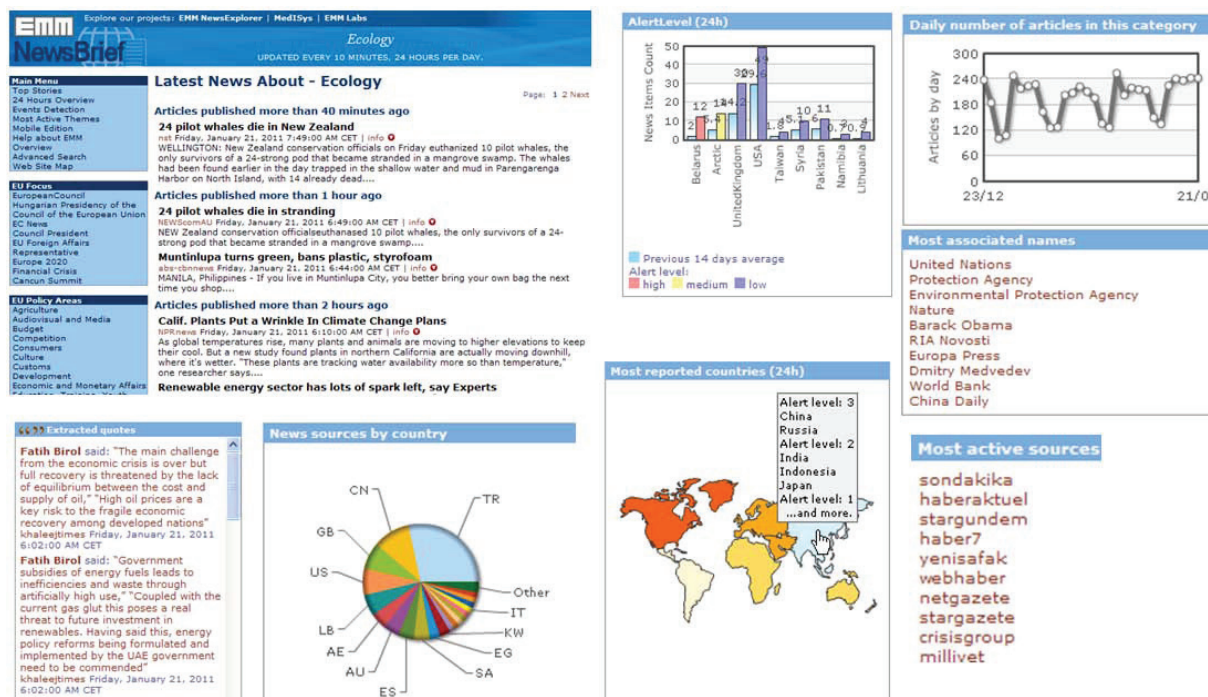 Explore our projects: EMM NewsExplorer | MedISys | EMM Labs
EMM
NewsBrief
Ecology
UPDATED EVERY 10 MINUTES, 24 HOURS PER DAY.
Main Menu
Top Stories
24 Hours Overview
Events Detection
Most Active Themes
Mobile Edition
Help about EMM
Overview
Advanced Search
Web Site Map
EU Focus
EuropeanCouncil
Hungarian Presidency of the
Council of the European Union
EC News
Council President
EU Foreign Affairs
Representative
Europe 2020
Financial Crisis
Cancun Summit
EU Policy Areas
Agriculture
Audiovisual and Media
Budget
Competition
Consumers
Culture
Customs
Development
Economic and Monetary Affairs
Latest News About - Ecology
Page: 1 2 Next
Articles published more than 40 minutes ago
24 pilot whales die in New Zealand
nst Friday, January 21, 2011 7:49:00 AM CET | info
WELLINGTON: New Zealand conservation officials on Friday euthanized 10 pilot whales, the
only survivors of a 24-strong pod that became stranded in a mangrove swamp. The whales
had been found earlier in the day trapped in the shallow water and mud in Parengarenga
Harbor on North Island, with 14 already dead....
Articles published more than 1 hour ago
24 pilot whales die in stranding
NEWScomAU Friday, January 21, 2011 6:49:00 AM CET | info
NEW Zealand conservation officialseuthanased 10 pilot whales, the only survivors of a 24-
strong pod that became stranded in a mangrove swamp....
Muntinlupa turns green, bans plastic, styrofoam
abs-cbnnews Friday, January 21, 2011 6:44:00 AM CET | info
MANILA, Philippines - If you live in Muntinlupa City, you better bring your own bag the next
time you shop....
Articles published more than 2 hours ago
Calif. Plants Put a Wrinkle In Climate Change Plans
NPRnews Friday, January 21, 2011 6:10:00 AM CET | info
As global temperatures rise, many plants and animals are moving to higher elevations to keep
their cool. But a new study found plants in northern California are actually moving downhill,
where it's wetter. "These plants are tracking water availability more so than temperature,"
one researcher says....
Renewable energy sector has lots of spark left, say Experts
AlertLevel (24h)
News Items Count
50
40
30
20
10
0
2
12
14
49
10
11
4
Belarus
Arctic
UnitedKingdom
USA
Taiwan
Syria
Pakistan
Namibia
Lithuania
Previous 14 days average
Alert level:
high medium low
Daily number of articles in this category
Articles by day
300
240
180
120
60
0
23/12
21/0
Most associated names
United Nations
Protection Agency
Environmental Protection Agency
Nature
Barack Obama
RIA Novosti
Europa Press
Dmitry Medvedev
World Bank
China Daily
Extracted quotes
Fatih Birol said: "The main challenge
from the economic crisis is over but
full recovery is threatened by the lack
of equilibrium between the cost and
supply of oil," "High oil prices are a
key risk to the fragile economic
recovery among developed nations"
khaleejtimes Friday, January 21, 2011
6:02:00 AM CET
Fatih Birol said: "Government
subsidies of energy fuels leads to
inefficiencies and waste through
artificially high use," "Coupled with the
current gas glut this poses a real
threat to future investment in
renewables. Having said this, energy
policy reforms being formulated and
implemented by the UAE government
need to be commended"
khaleejtimes Friday, January 21, 2011
6:02:00 AM CET
News sources by country
CN
TR
GB
US
LB
AE
AU
ES
SA
EG
KW
IT
Other
Most reported countries (24h)
Alert level: 3
China
Russia
Alert level: 2
India
Indonesia
Japan
Alert level: 1
...and more.
Most active sources
sondakika
haberaktuel
stargundem
haber7
yenisafak
webhaber
netgazete
stargazete
crisisgroup
millivet